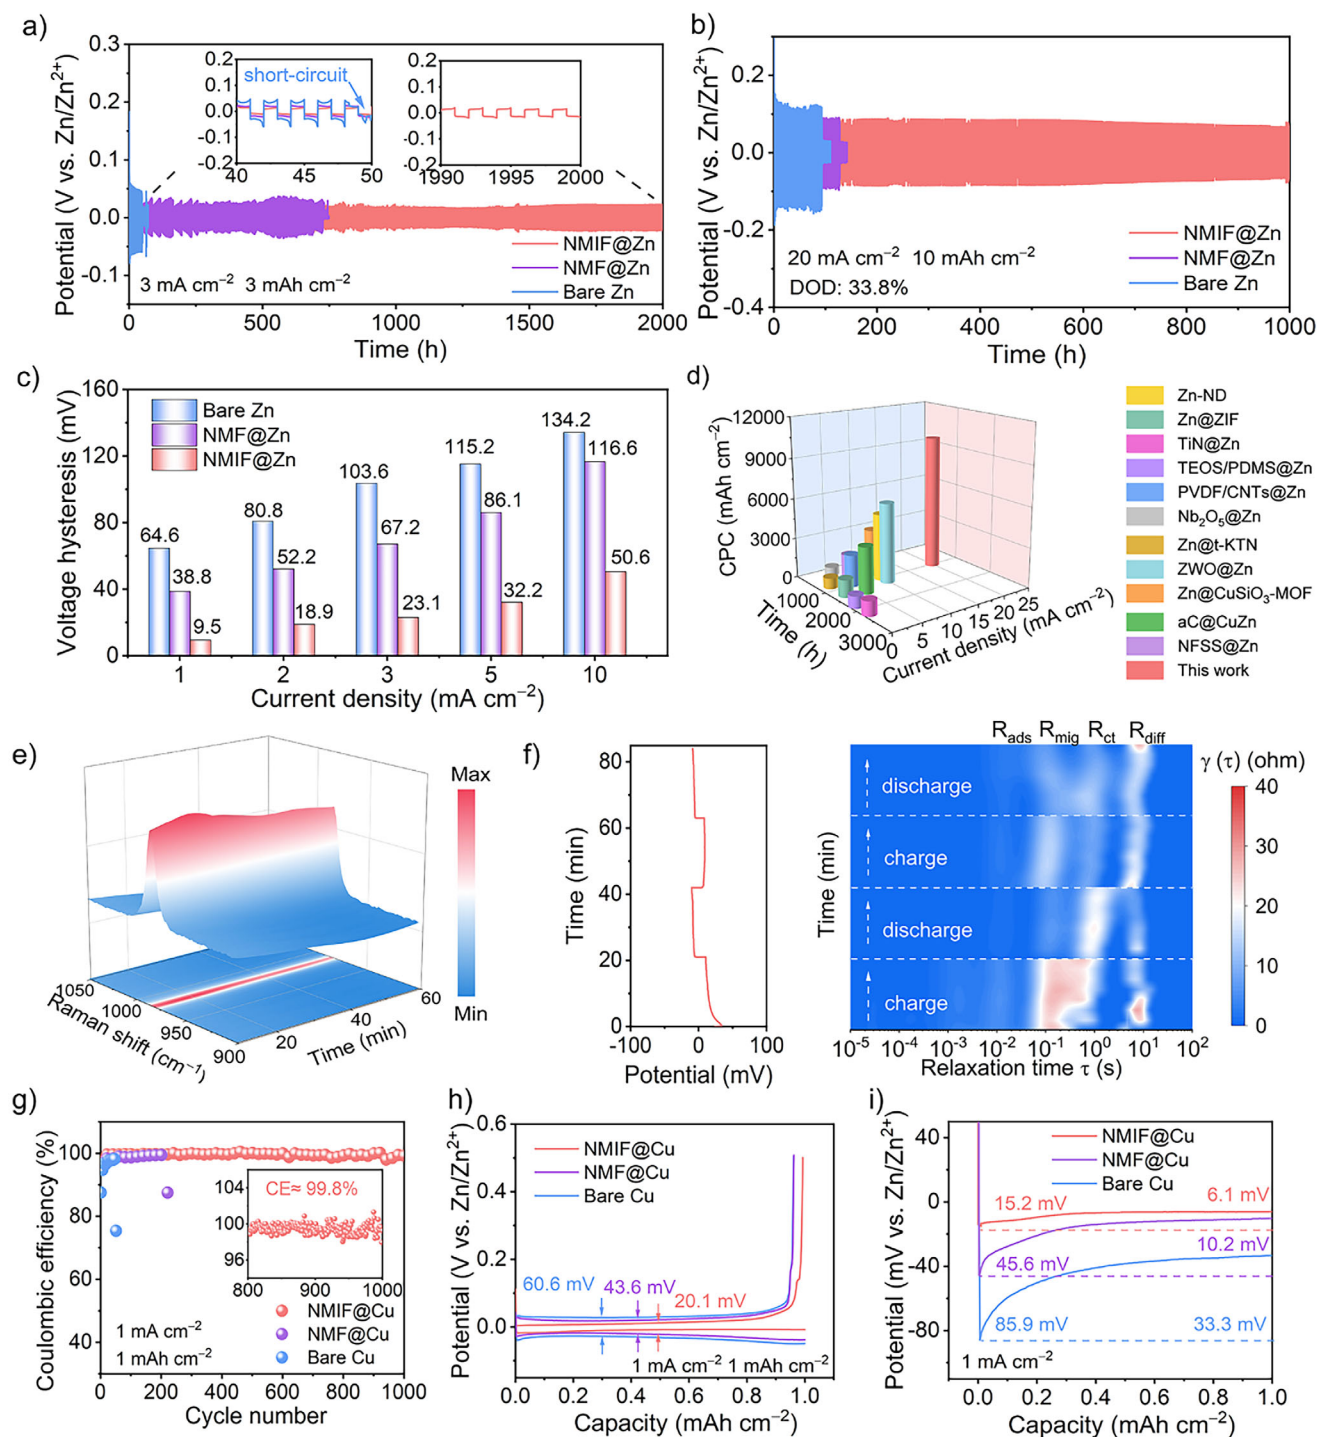 a)
0.3
0.2
0.1
0.0
-0.1
Potential (V vs. Zn/Zn²⁺)
0.2
0.1
0.0
-0.1
-0.2
short-circuit
40 45 50
0.2
0.1
0.0
-0.1
-0.2
1990 1995 2000
3 mA cm⁻² 3 mAh cm⁻²
NMIF@Zn
NMF@Zn
Bare Zn
0 500 1000 1500 2000
Time (h)
b)
0.2
0.0
-0.2
-0.4
Potential (V vs. Zn/Zn²⁺)
20 mA cm⁻² 10 mAh cm⁻²
DOD: 33.8%
NMIF@Zn
NMF@Zn
Bare Zn
0 200 400 600 800 1000
Time (h)
c)
160
120
80
40
0
Voltage hysteresis (mV)
Bare Zn
NMF@Zn
NMIF@Zn
64.6 38.8 9.5
80.8 52.2 18.9
103.6 67.2 23.1
115.2 86.1 32.2
134.2 116.6 50.6
1 2 3 5 10
Current density (mA cm⁻²)
d)
12000
9000
6000
3000
0
CPC (mAh cm⁻²)
1000
2000
3000
Time (h)
0 5 10 15 20 25
Current density (mA cm⁻²)
Zn-ND
Zn@ZIF
TiN@Zn
TEOS/PDMS@Zn
PVDF/CNTs@Zn
Nb₂O₅@Zn
Zn@t-KTN
ZWO@Zn
Zn@CuSiO₃-MOF
aC@CuZn
NFSS@Zn
This work
e)
Max
Min
1050
1000
950
900
Raman shift (cm⁻¹)
20
40
60
Time (min)
f)
80
60
40
20
0
Time (min)
-100 0 100
Potential (mV)
R_ads R_mig R_ct R_diff
discharge
charge
discharge
charge
Time (min)
10⁻⁵ 10⁻⁴ 10⁻³ 10⁻² 10⁻¹ 10⁰ 10¹ 10²
Relaxation time τ (s)
γ (τ) (ohm)
40
30
20
10
0
g)
100
80
60
40
Coulombic efficiency (%)
104
100
96
CE≈ 99.8%
800 900 1000
NMIF@Cu
NMF@Cu
Bare Cu
1 mA cm⁻²
1 mAh cm⁻²
0 200 400 600 800 1000
Cycle number
h)
0.6
0.4
0.2
0.0
Potential (V vs. Zn/Zn²⁺)
NMIF@Cu
NMF@Cu
Bare Cu
60.6 mV 43.6 mV
20.1 mV
1 mA cm⁻² 1 mAh cm⁻²
0.0 0.2 0.4 0.6 0.8 1.0
Capacity (mAh cm⁻²)
i)
40
0
-40
-80
Potential (mV vs. Zn/Zn²⁺)
NMIF@Cu
NMF@Cu
Bare Cu
15.2 mV 6.1 mV
45.6 mV 10.2 mV
85.9 mV 33.3 mV
1 mA cm⁻²
0.0 0.2 0.4 0.6 0.8 1.0
Capacity (mAh cm⁻²)